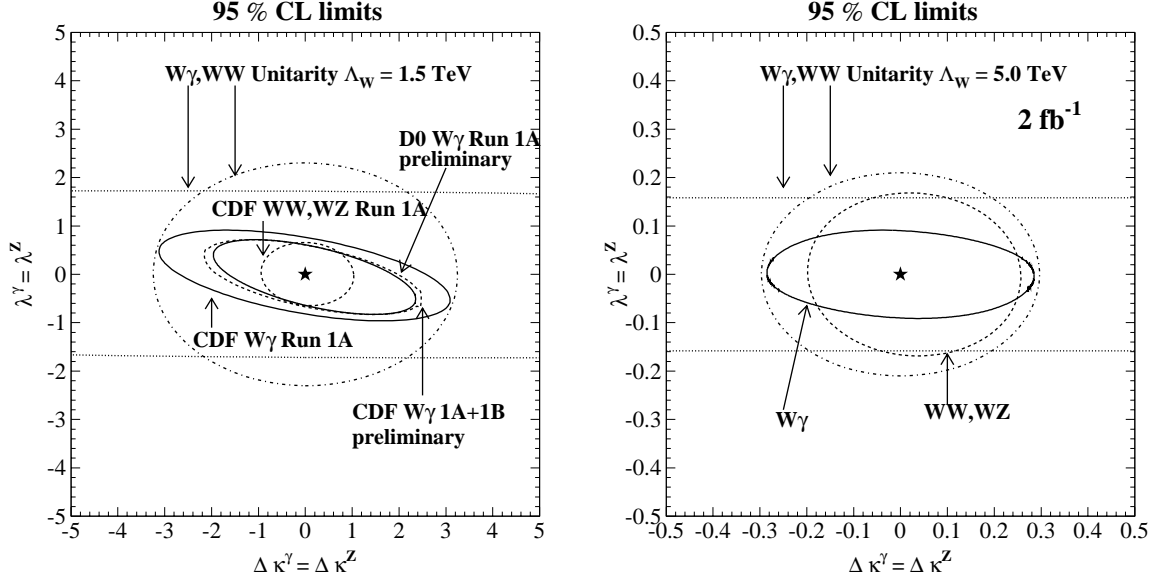 95 % CL limits
Wγ,WW Unitarity Λ_W = 1.5 TeV
D0 Wγ Run 1A
preliminary
CDF WW,WZ Run 1A
CDF Wγ Run 1A
CDF Wγ 1A+1B
preliminary
5
4
3
2
1
0
-1
-2
-3
-4
-5
-5 -4 -3 -2 -1 0 1 2 3 4 5
λ^γ = λ^Z
Δ κ^γ = Δ κ^Z
95 % CL limits
Wγ,WW Unitarity Λ_W = 5.0 TeV
2 fb^-1
Wγ
WW,WZ
0.5
0.4
0.3
0.2
0.1
0
-0.1
-0.2
-0.3
-0.4
-0.5
-0.5 -0.4 -0.3 -0.2 -0.1 0 0.1 0.2 0.3 0.4 0.5
λ^γ = λ^Z
Δ κ^γ = Δ κ^Z